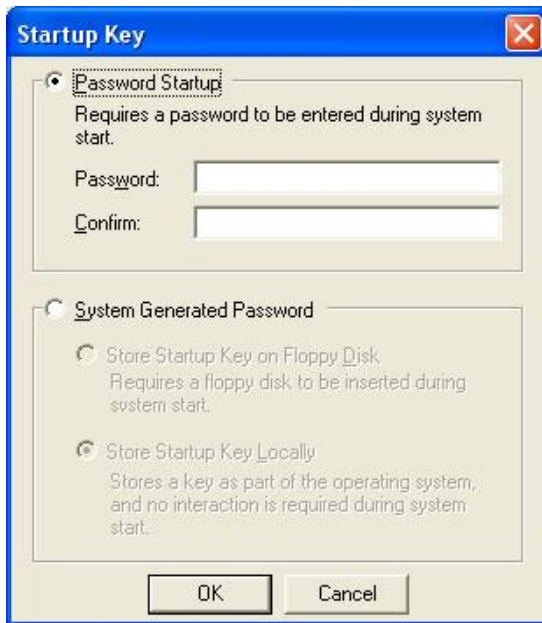 Startup Key
Password Startup
Requires a password to be entered during system
start.
Password:
Confirm:
System Generated Password
Store Startup Key on Floppy Disk
Requires a floppy disk to be inserted during
system start.
Store Startup Key Locally
Stores a key as part of the operating system,
and no interaction is required during system
start.
OK Cancel